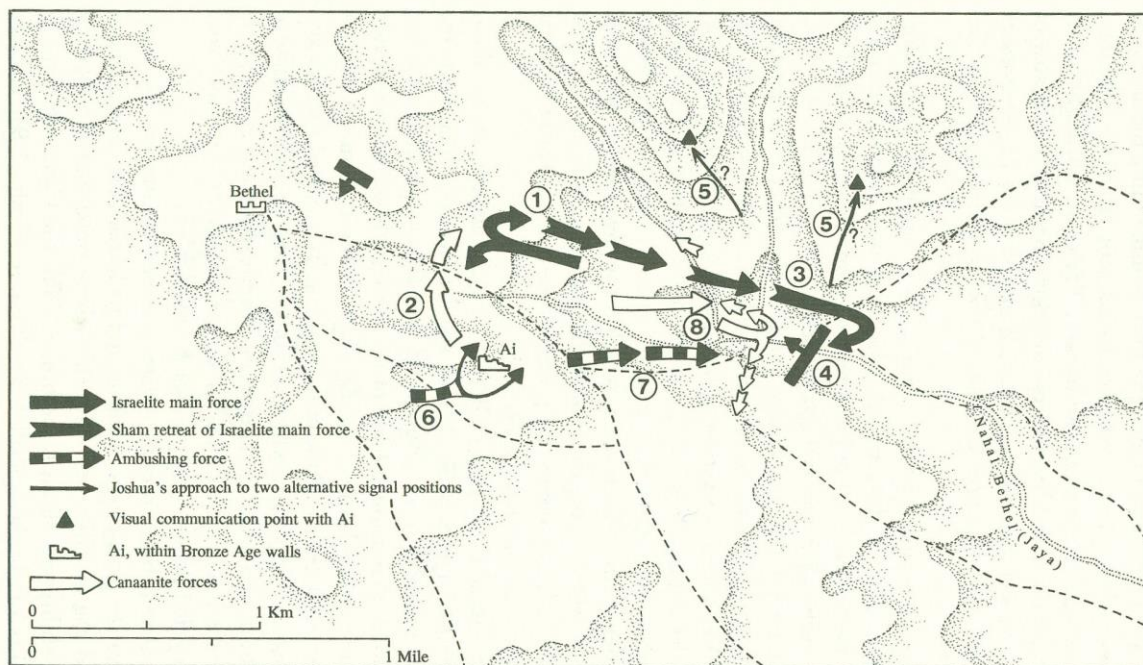 Bethel
1
5
?
5
?
2
3
8
Ai
7
4
6
Israelite main force
Sham retreat of Israelite main force
Ambushing force
Joshua's approach to two alternative signal positions
Visual communication point with Ai
Ai, within Bronze Age walls
Canaanite forces
0 1 Km
0 1 Mile
Nahal Bethel (Jaya)